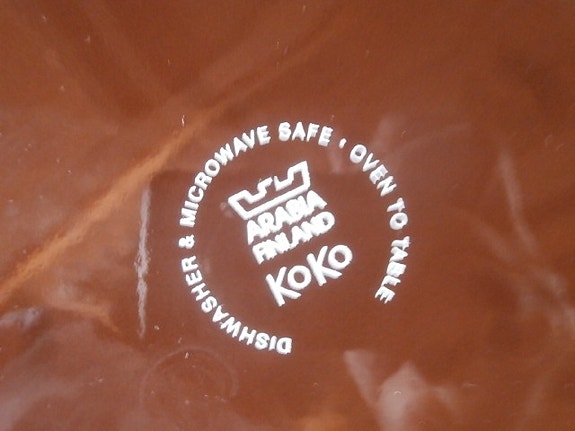 DISHWASHER & MICROWAVE SAFE · OVEN TO TABLE
ARABIA
FINLAND
KoKo